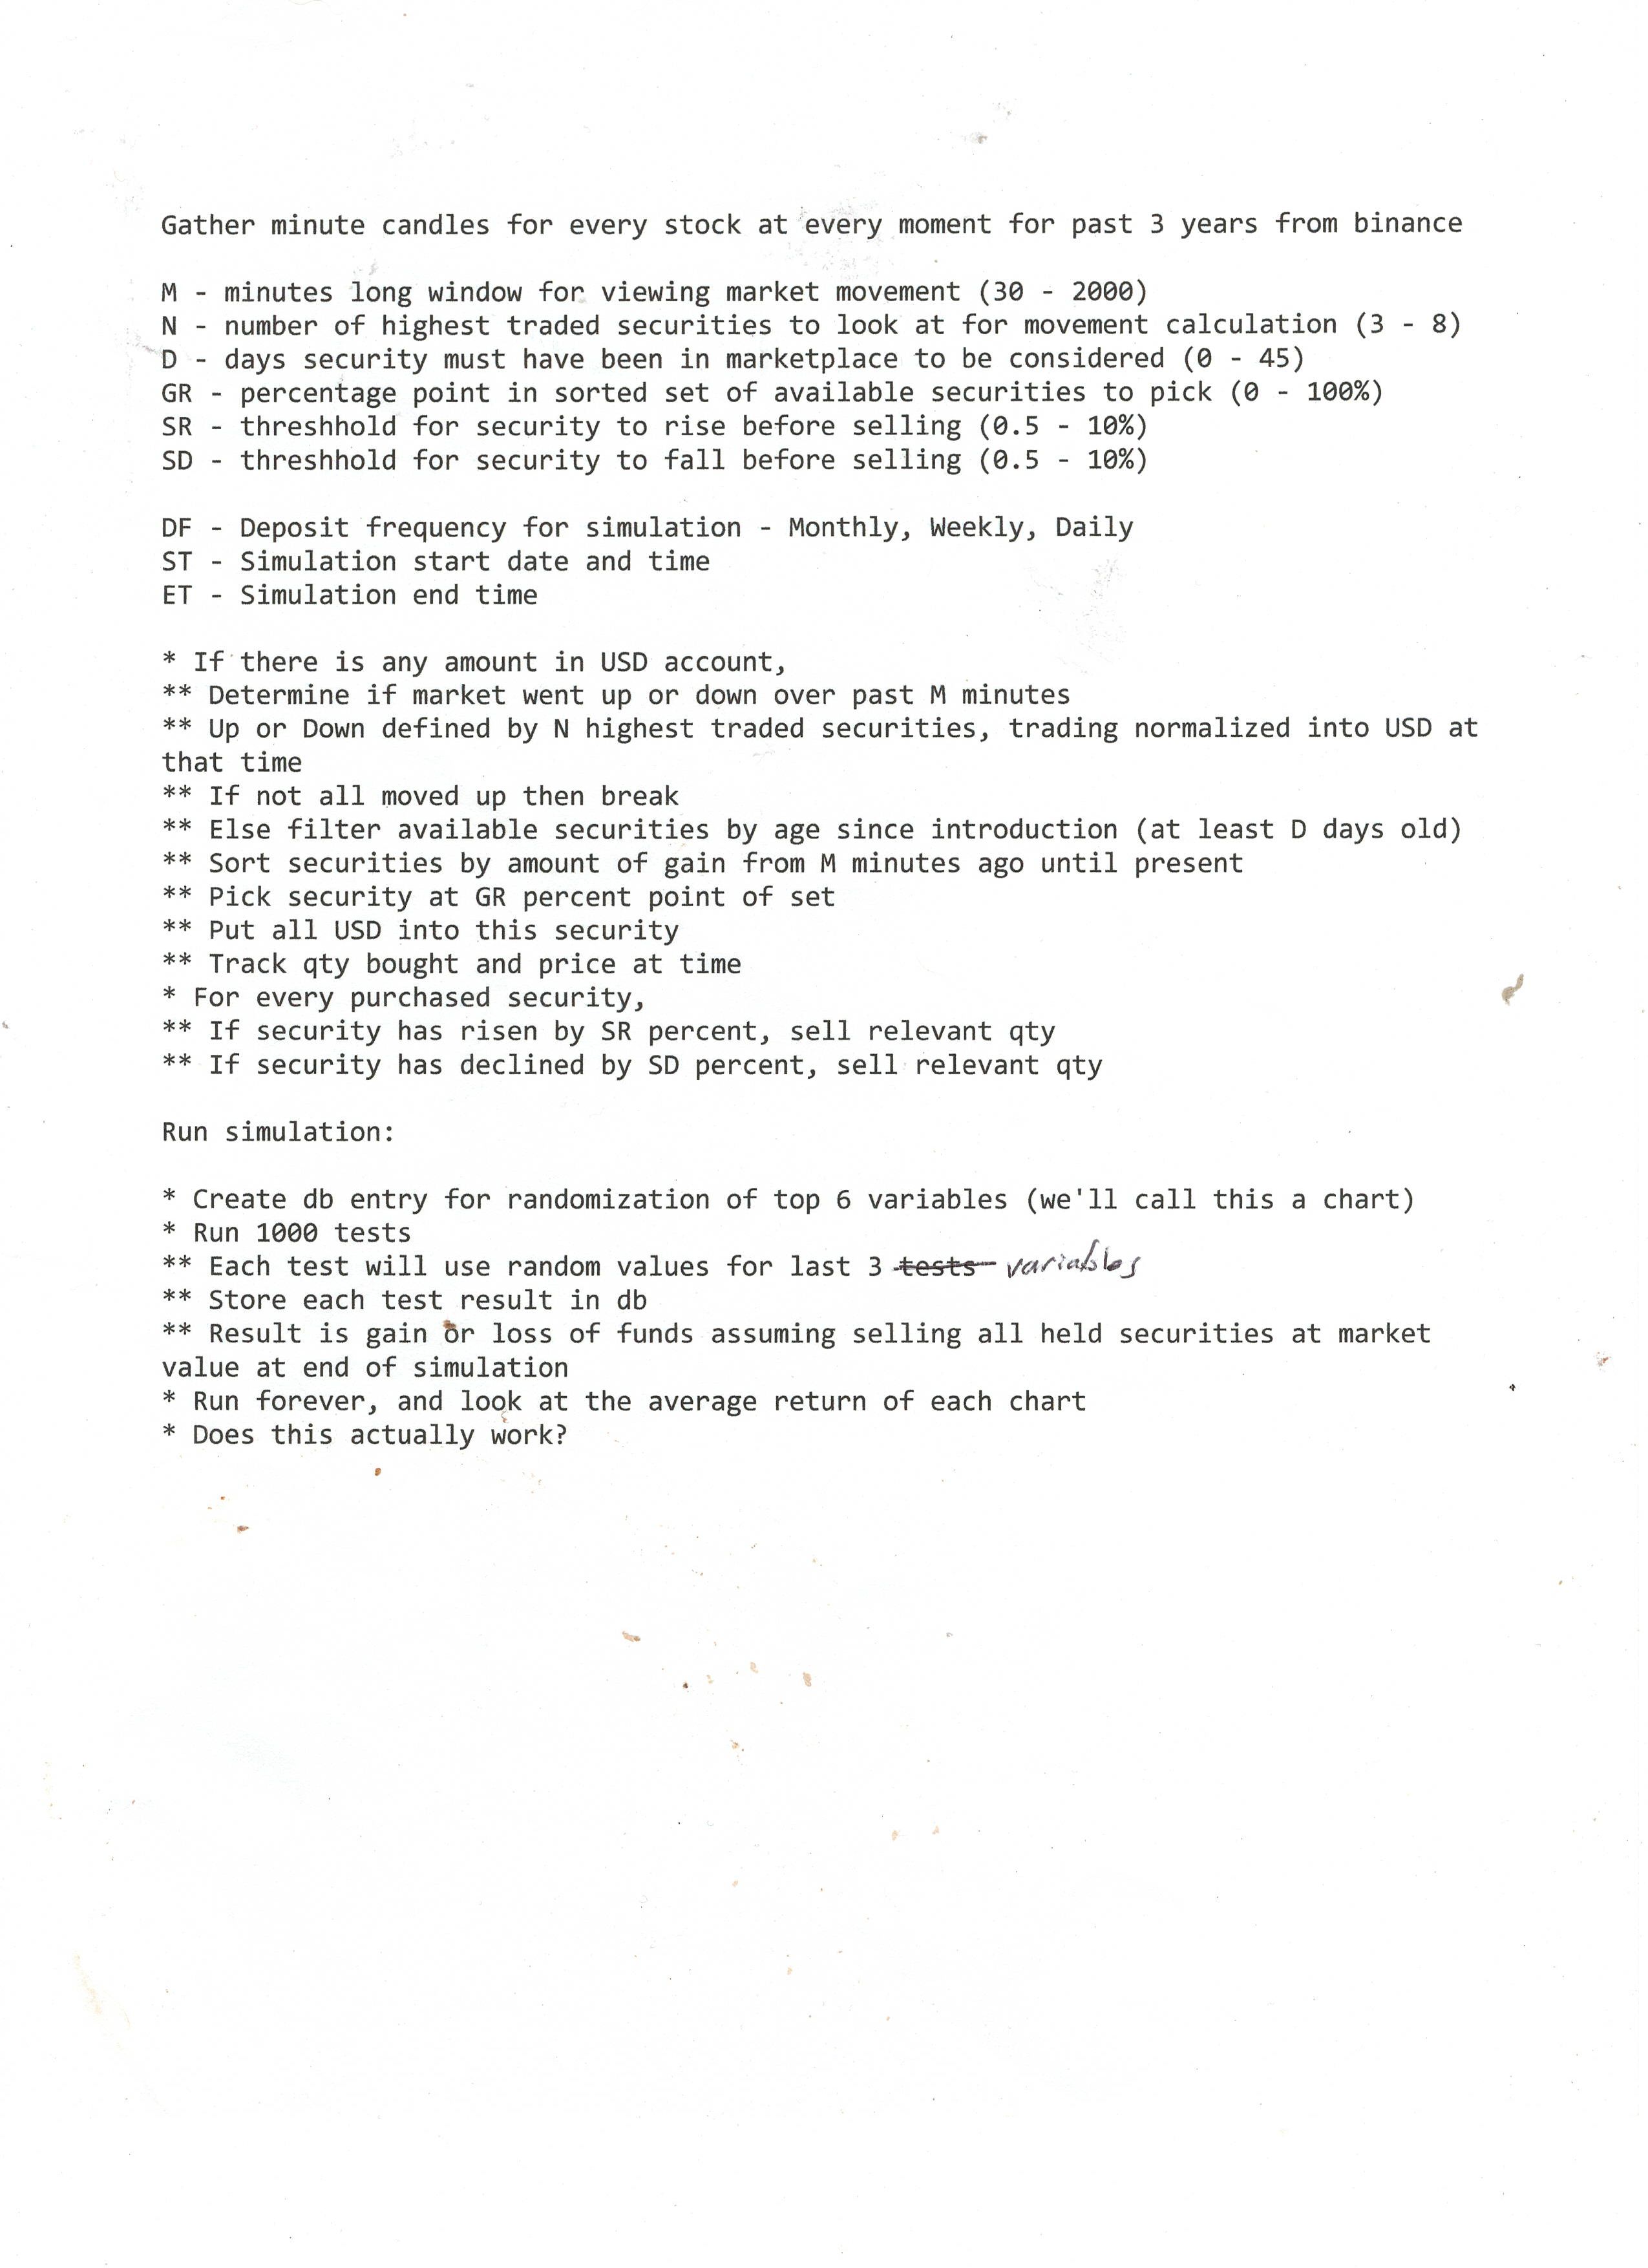 Gather minute candles for every stock at every moment for past 3 years from binance
M - minutes long window for viewing market movement (30 - 2000)
N - number of highest traded securities to look at for movement calculation (3 - 8)
D - days security must have been in marketplace to be considered (0 - 45)
GR - percentage point in sorted set of available securities to pick (0 - 100%)
SR - threshhold for security to rise before selling (0.5 - 10%)
SD - threshhold for security to fall before selling (0.5 - 10%)
DF - Deposit frequency for simulation - Monthly, Weekly, Daily
ST - Simulation start date and time
ET - Simulation end time
* If there is any amount in USD account,
** Determine if market went up or down over past M minutes
** Up or Down defined by N highest traded securities, trading normalized into USD at
that time
** If not all moved up then break
** Else filter available securities by age since introduction (at least D days old)
** Sort securities by amount of gain from M minutes ago until present
** Pick security at GR percent point of set
** Put all USD into this security
** Track qty bought and price at time
* For every purchased security,
** If security has risen by SR percent, sell relevant qty
** If security has declined by SD percent, sell relevant qty
Run simulation:
* Create db entry for randomization of top 6 variables (we'll call this a chart)
* Run 1000 tests
** Each test will use random values for last 3 tests variables
** Store each test result in db
** Result is gain or loss of funds assuming selling all held securities at market
value at end of simulation
* Run forever, and look at the average return of each chart
* Does this actually work?